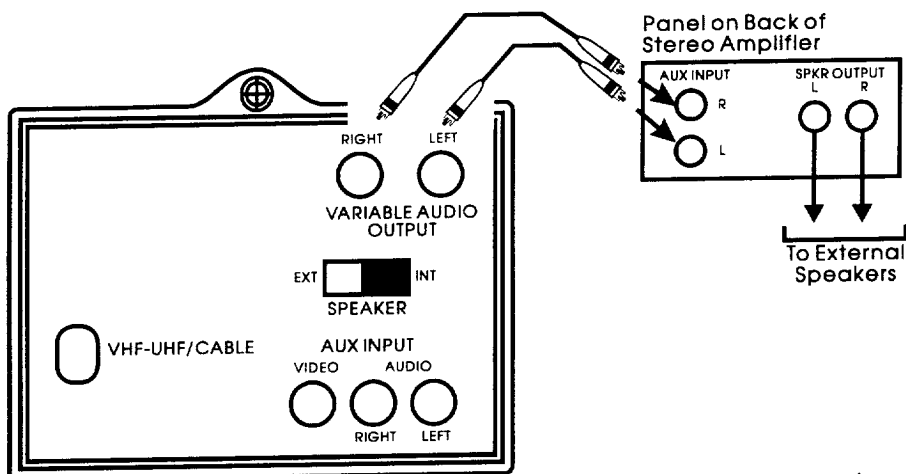 Panel on Back of
Stereo Amplifier
AUX INPUT
SPKR OUTPUT
L R
R
L
To External
Speakers
RIGHT LEFT
VARIABLE AUDIO
OUTPUT
EXT INT
SPEAKER
VHF-UHF/CABLE
AUX INPUT
VIDEO AUDIO
RIGHT LEFT